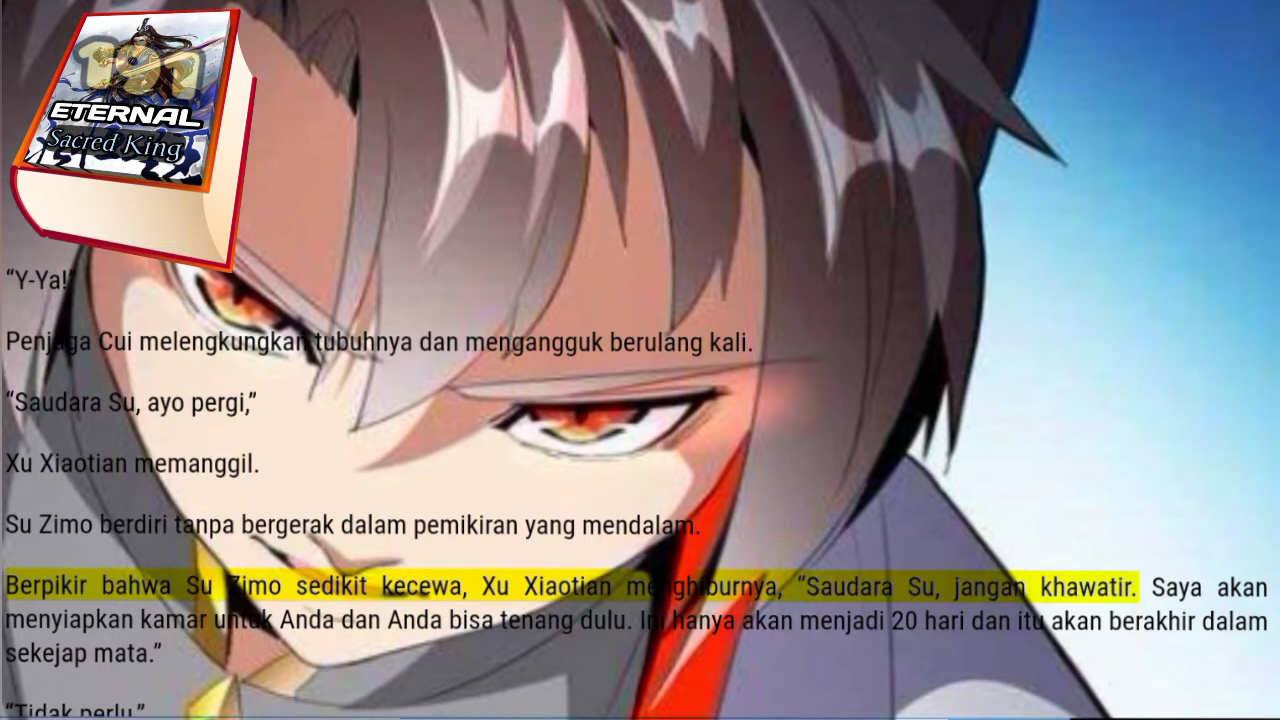 121
ETERNAL
Sacred King
“Y-Ya!”
Penjaga Cui melengkungkan tubuhnya dan mengangguk berulang kali.
“Saudara Su, ayo pergi,”
Xu Xiaotian memanggil.
Su Zimo berdiri tanpa bergerak dalam pemikiran yang mendalam.
Berpikir bahwa Su Zimo sedikit kecewa, Xu Xiaotian menghiburnya, “Saudara Su, jangan khawatir. Saya akan
menyiapkan kamar untuk Anda dan Anda bisa tenang dulu. Ini hanya akan menjadi 20 hari dan itu akan berakhir dalam
sekejap mata.”
“Tidak perlu.”